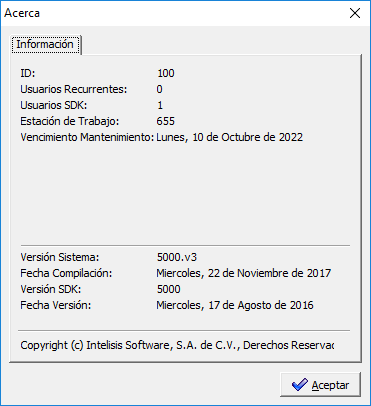 Acerca
Información
ID: 100
Usuarios Recurrentes: 0
Usuarios SDK: 1
Estación de Trabajo: 655
Vencimiento Mantenimiento: Lunes, 10 de Octubre de 2022
Versión Sistema: 5000.v3
Fecha Compilación: Miercoles, 22 de Noviembre de 2017
Versión SDK: 5000
Fecha Versión: Miercoles, 17 de Agosto de 2016
Copyright (c) Intelisis Software, S.A. de C.V., Derechos Reservac
Aceptar